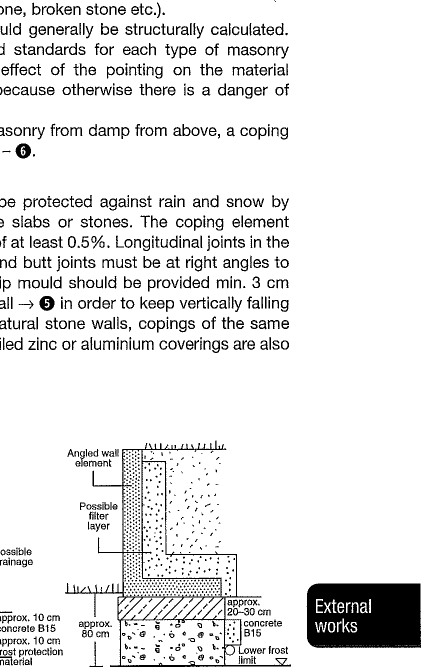 one, broken stone etc.).
uld generally be structurally calculated.
d standards for each type of masonry
effect of the pointing on the material
because otherwise there is a danger of
asonry from damp from above, a coping
– 6.
be protected against rain and snow by
e slabs or stones. The coping element
of at least 0.5%. Longitudinal joints in the
nd butt joints must be at right angles to
ip mould should be provided min. 3 cm
all → 5 in order to keep vertically falling
atural stone walls, copings of the same
iled zinc or aluminium coverings are also
Angled wall
element
Possible
filter
layer
ossible
rainage
approx. 10 cm
concrete B15
approx. 10 cm
frost protection
material
approx.
80 cm
approx.
20–30 cm
concrete
B15
Lower frost
limit
External
works